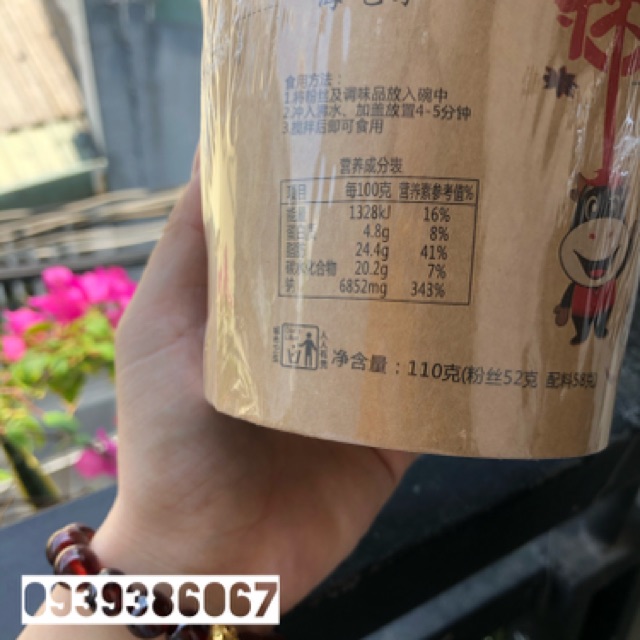 食用方法：
1.将粉丝及调味品放入碗中
2.冲入沸水、加盖放置4-5分钟
3.搅拌后即可食用
营养成分表
项目 每100克 营养素参考值%
能量 1328kJ 16%
蛋白质 4.8g 8%
脂肪 24.4g 41%
碳水化合物 20.2g 7%
钠 6852mg 343%
净含量：110克(粉丝52克 配料58克)
0939386067